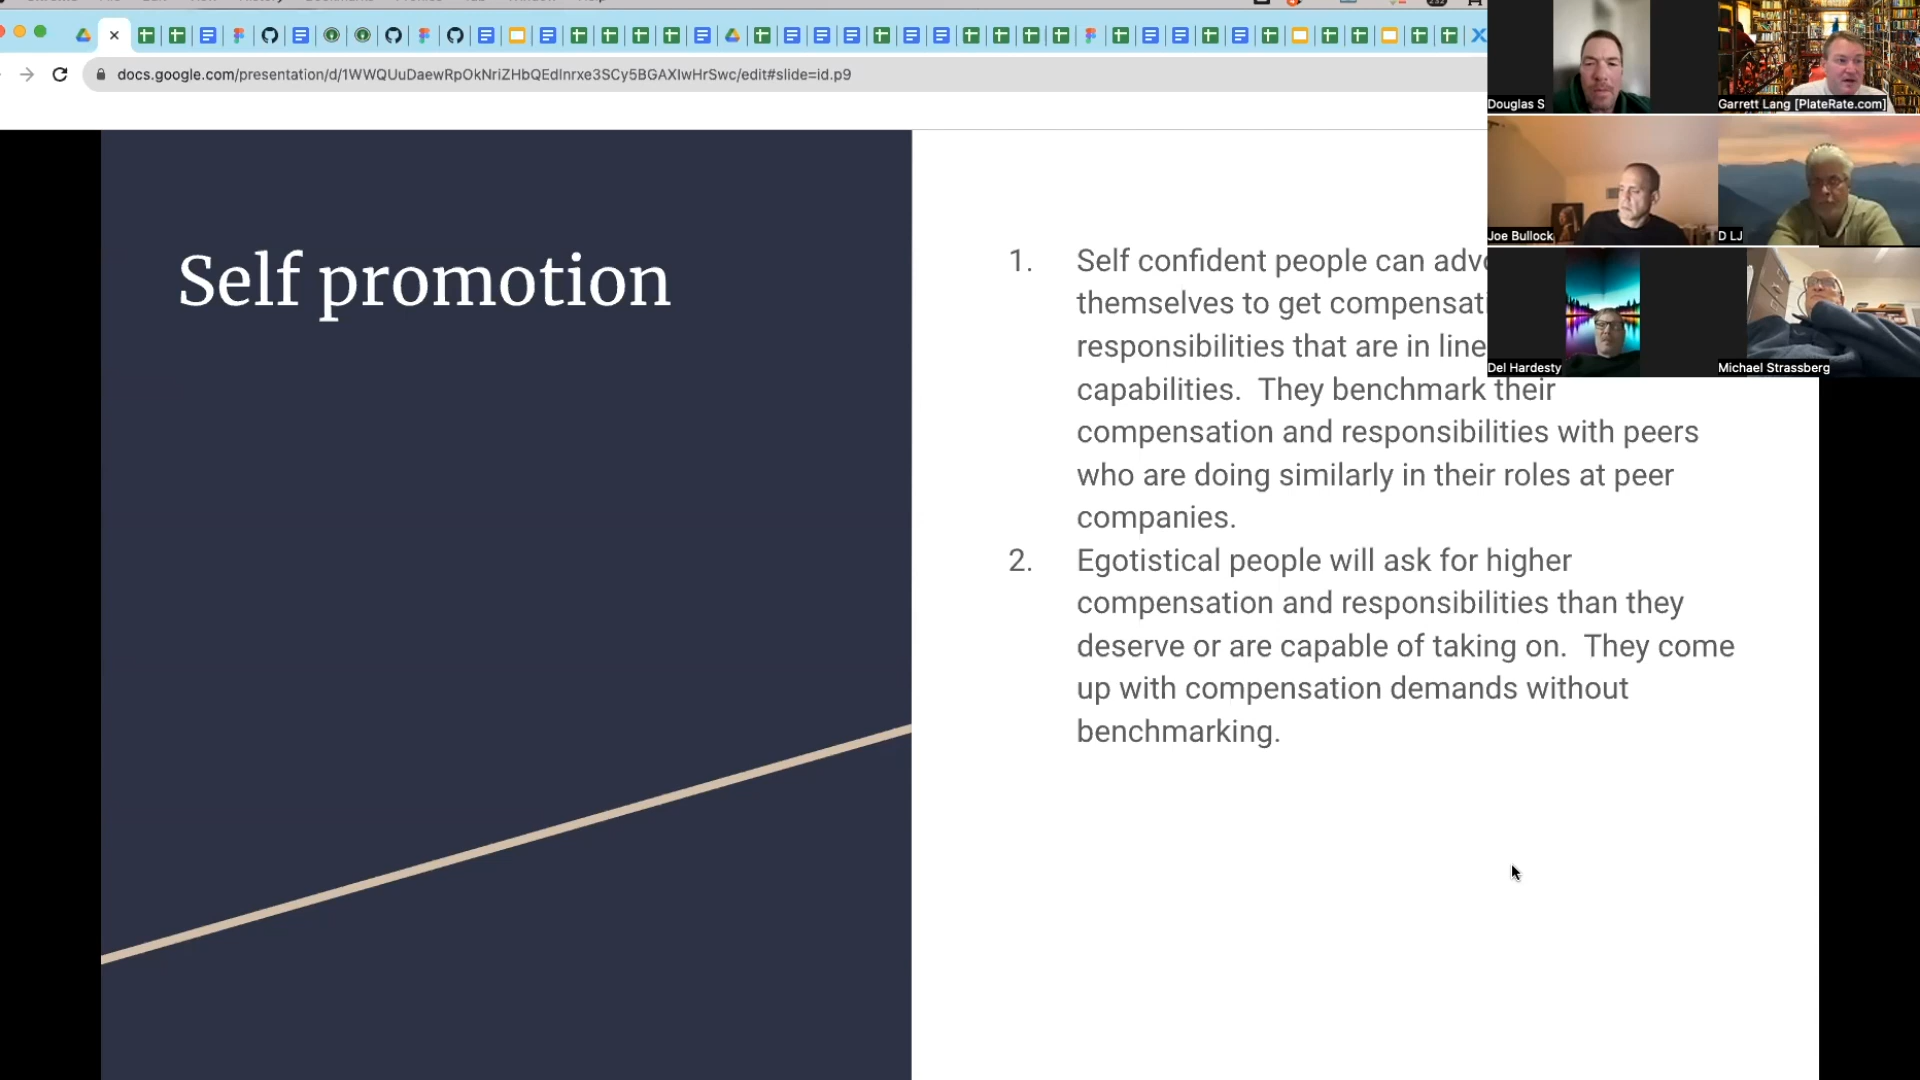 docs.google.com/presentation/d/1WWQUuDaewRpOkNriZHbQEdlnrxe3SCy5BGAXIwHrSwc/edit#slide=id.p9
Douglas S
Garrett Lang [PlateRate.com]
Joe Bullock
D LJ
Del Hardesty
Michael Strassberg
Self promotion
1. Self confident people can
themselves to get
responsibilities that are in line
capabilities. They benchmark their
compensation and responsibilities with peers
who are doing similarly in their roles at peer
companies.
2. Egotistical people will ask for higher
compensation and responsibilities than they
deserve or are capable of taking on. They come
up with compensation demands without
benchmarking.